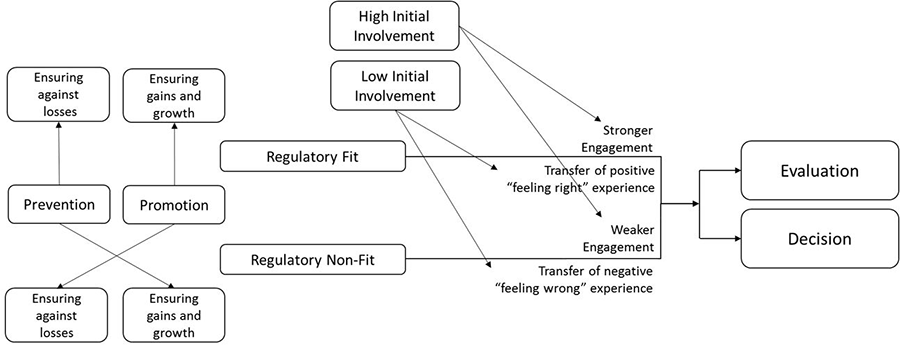 High Initial
Involvement
Low Initial
Involvement
Ensuring
against
losses
Ensuring
gains and
growth
Stronger
Engagement
Regulatory Fit
Transfer of positive
“feeling right” experience
Evaluation
Prevention
Promotion
Weaker
Engagement
Decision
Regulatory Non-Fit
Transfer of negative
“feeling wrong” experience
Ensuring
against
losses
Ensuring
gains and
growth